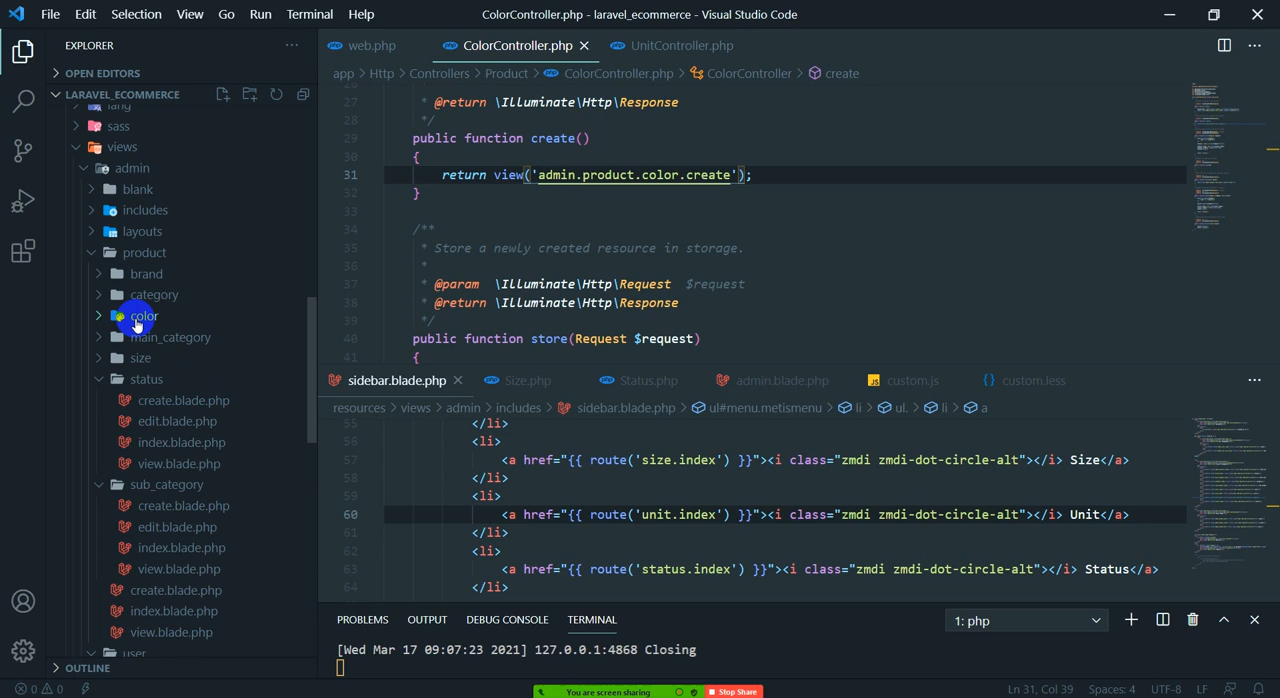 File Edit Selection View Go Run Terminal Help ColorController.php - laravel_ecommerce - Visual Studio Code
EXPLORER
OPEN EDITORS
LARAVEL_ECOMMERCE
lang
sass
views
admin
blank
includes
layouts
product
brand
category
color
main_category
size
status
create.blade.php
edit.blade.php
index.blade.php
view.blade.php
sub_category
create.blade.php
edit.blade.php
index.blade.php
view.blade.php
create.blade.php
index.blade.php
view.blade.php
user
OUTLINE
web.php ColorController.php UnitController.php
app > Http > Controllers > Product > ColorController.php > ColorController > create
27 * @return \Illuminate\Http\Response
28 */
29 public function create()
30 {
31 return view('admin.product.color.create');
32 }
33
34 /**
35 * Store a newly created resource in storage.
36 *
37 * @param \Illuminate\Http\Request $request
38 * @return \Illuminate\Http\Response
39 */
40 public function store(Request $request)
41 {
sidebar.blade.php Size.php Status.php admin.blade.php custom.js custom.less
resources > views > admin > includes > sidebar.blade.php > ul#menu.metismenu > li > ul. > li > a
55 </li>
56 <li>
57 <a href="{{ route('size.index') }}"><i class="zmdi zmdi-dot-circle-alt"></i> Size</a>
58 </li>
59 <li>
60 <a href="{{ route('unit.index') }}"><i class="zmdi zmdi-dot-circle-alt"></i> Unit</a>
61 </li>
62 <li>
63 <a href="{{ route('status.index') }}"><i class="zmdi zmdi-dot-circle-alt"></i> Status</a>
64 </li>
PROBLEMS OUTPUT DEBUG CONSOLE TERMINAL 1: php
[Wed Mar 17 09:07:23 2021] 127.0.0.1:4868 Closing
0 0 You are screen sharing Stop Share Ln 31, Col 39 Spaces: 4 UTF-8 LF